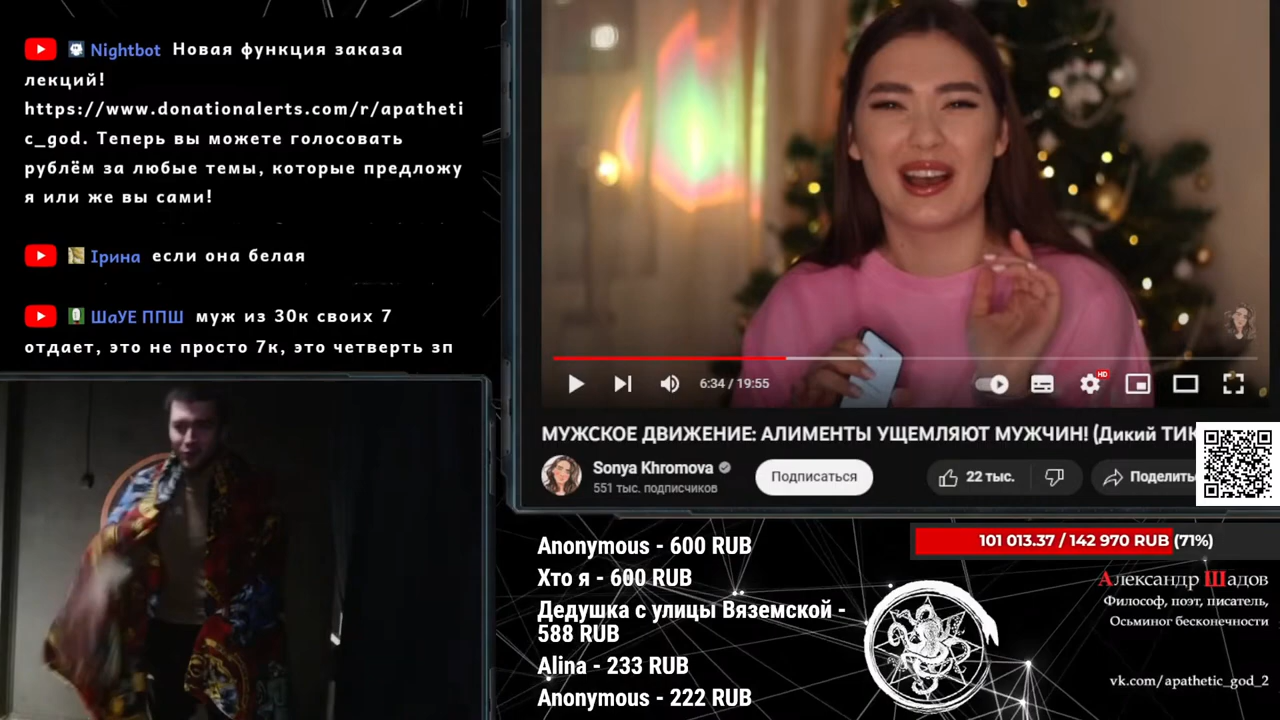 Nightbot Новая функция заказа
лекций!
https://www.donationalerts.com/r/apatheti
c_god. Теперь вы можете голосовать
рублём за любые темы, которые предложу
я или же вы сами!
Ірина если она белая
ШаУЕ ППШ муж из 30к своих 7
отдает, это не просто 7к, это четверть зп
6:34 / 19:55
HD
МУЖСКОЕ ДВИЖЕНИЕ: АЛИМЕНТЫ УЩЕМЛЯЮТ МУЖЧИН! (Дикий ТИК
Sonya Khromova
551 тыс. подписчиков
Подписаться
22 тыс.
Поделить
Anonymous - 600 RUB
Хто я - 600 RUB
Дедушка с улицы Вяземской -
588 RUB
Alina - 233 RUB
Anonymous - 222 RUB
101 013.37 / 142 970 RUB (71%)
Александр Шадов
Философ, поэт, писатель,
Осьминог бесконечности
vk.com/apathetic_god_2